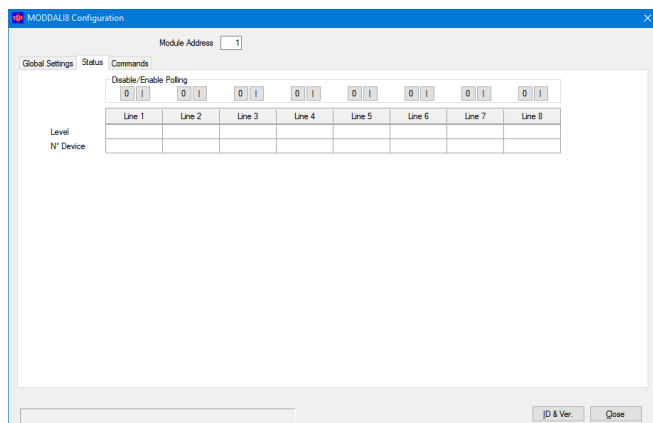 MODDALI8 Configuration
Module Address 1
Global Settings Status Commands
Disable/Enable Polling
0 I 0 I 0 I 0 I 0 I 0 I 0 I 0 I
Line 1 Line 2 Line 3 Line 4 Line 5 Line 6 Line 7 Line 8
Level
N° Device
ID & Ver. Close